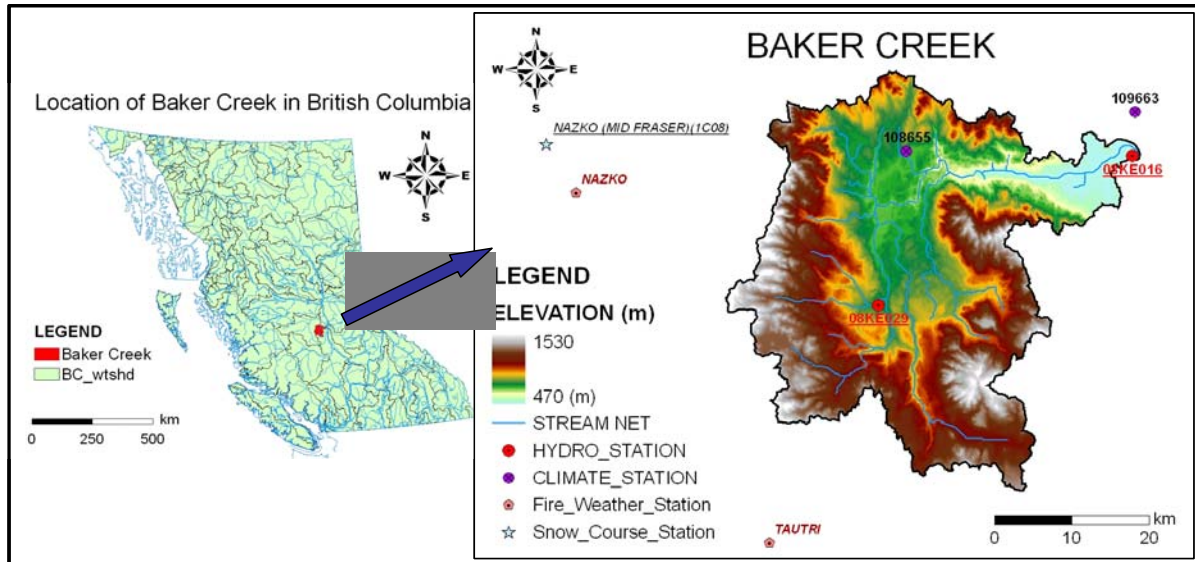 Location of Baker Creek in British Columbia
N
W E
S
LEGEND
Baker Creek
BC_wtshd
km
0 250 500
BAKER CREEK
N
W E
S
NAZKO (MID FRASER)(1C08)
NAZKO
109663
108655
08KE016
08KE029
LEGEND
ELEVATION (m)
1530
470 (m)
STREAM NET
HYDRO_STATION
CLIMATE_STATION
Fire_Weather_Station
Snow_Course_Station
TAUTRI
km
0 10 20